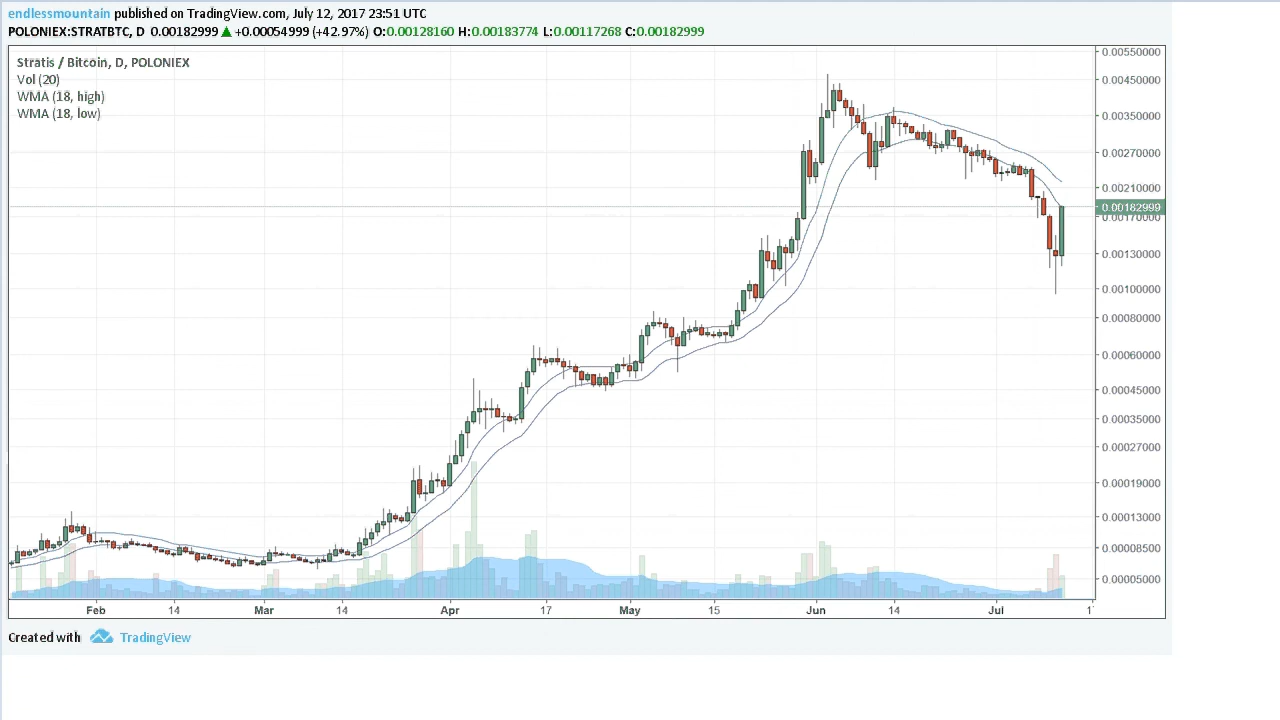 endlessmountain published on TradingView.com, July 12, 2017 23:51 UTC
POLONIEX:STRATBTC, D 0.00182999 ▲ +0.00054999 (+42.97%) O:0.00128160 H:0.00183774 L:0.00117268 C:0.00182999
Stratis / Bitcoin, D, POLONIEX
Vol (20)
WMA (18, high)
WMA (18, low)
0.00550000
0.00450000
0.00350000
0.00270000
0.00210000
0.00182999
0.00170000
0.00130000
0.00100000
0.00080000
0.00060000
0.00045000
0.00035000
0.00027000
0.00019000
0.00013000
0.00008500
0.00005000
Feb 14 Mar 14 Apr 17 May 15 Jun 14 Jul
Created with TradingView